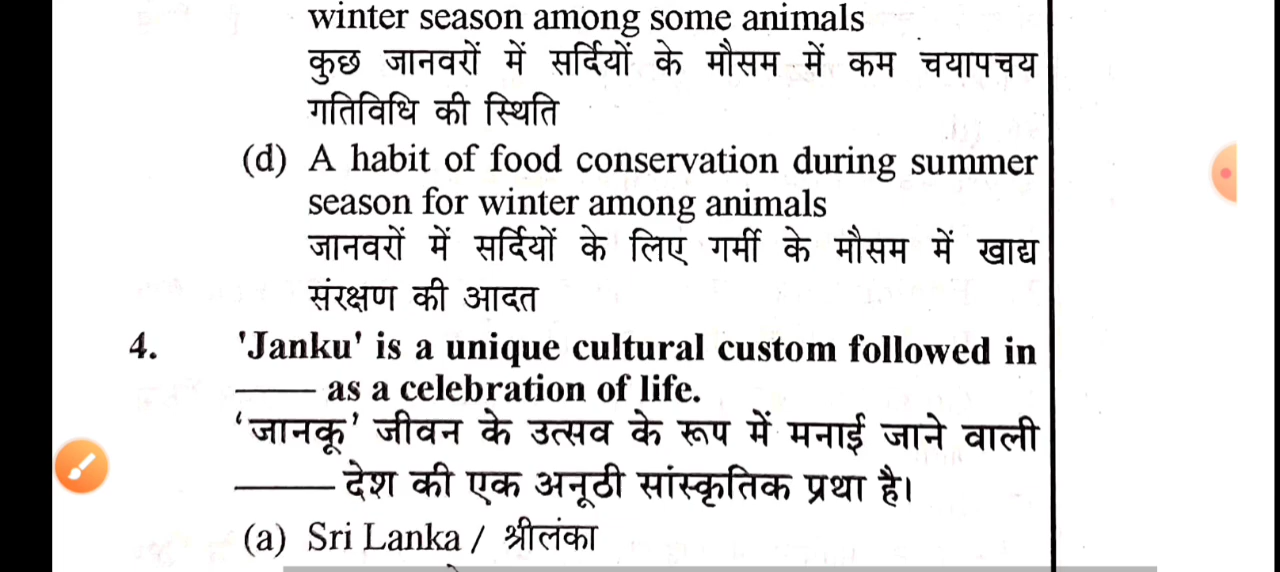 winter season among some animals
कुछ जानवरों में सर्दियों के मौसम में कम चयापचय
गतिविधि की स्थिति
(d) A habit of food conservation during summer
season for winter among animals
जानवरों में सर्दियों के लिए गर्मी के मौसम में खाद्य
संरक्षण की आदत
4. 'Janku' is a unique cultural custom followed in
—— as a celebration of life.
‘जानकू’ जीवन के उत्सव के रूप में मनाई जाने वाली
—— देश की एक अनूठी सांस्कृतिक प्रथा है।
(a) Sri Lanka / श्रीलंका